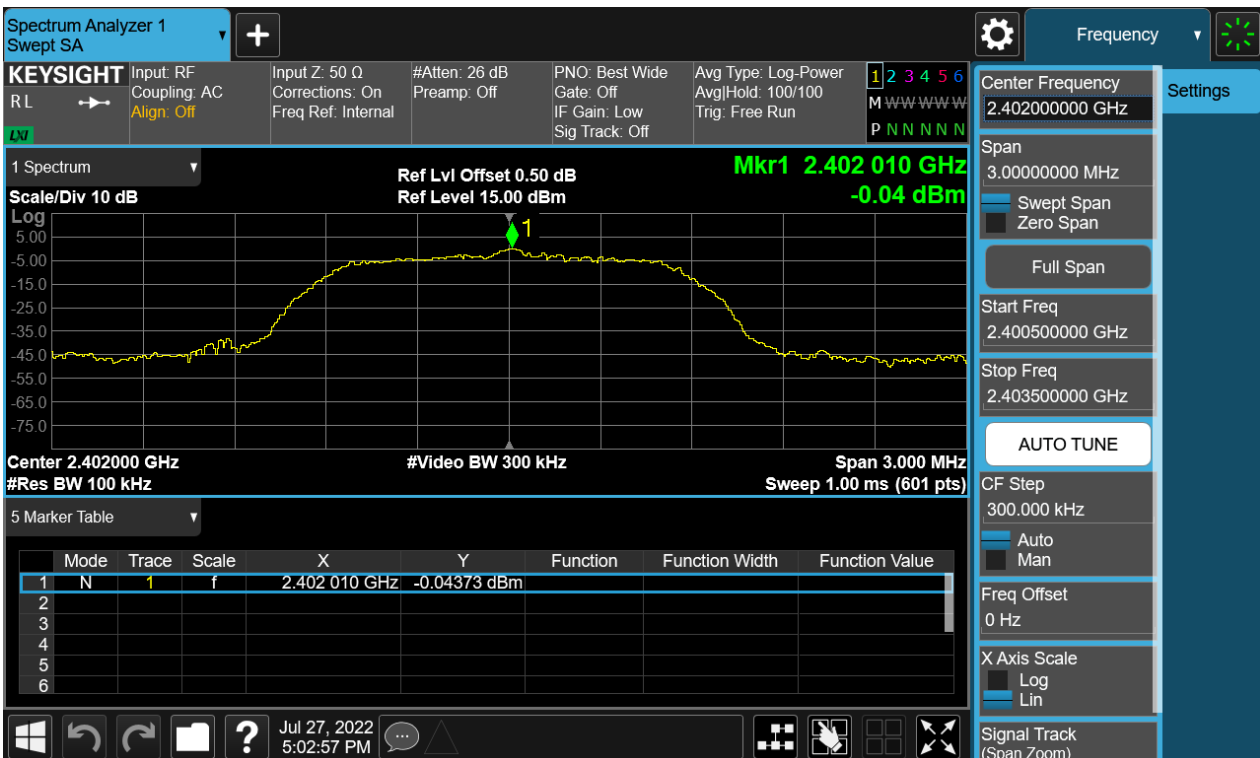 Spectrum Analyzer 1
Swept SA
Frequency
KEYSIGHT
R L
LXI
Input: RF
Coupling: AC
Align: Off
Input Z: 50 Ω
Corrections: On
Freq Ref: Internal
#Atten: 26 dB
Preamp: Off
PNO: Best Wide
Gate: Off
IF Gain: Low
Sig Track: Off
Avg Type: Log-Power
Avg|Hold: 100/100
Trig: Free Run
1 2 3 4 5 6
M W W W W W
P N N N N N
Settings
1 Spectrum
Scale/Div 10 dB
Ref Lvl Offset 0.50 dB
Ref Level 15.00 dBm
Mkr1 2.402 010 GHz
-0.04 dBm
Log
5.00
-5.00
-15.0
-25.0
-35.0
-45.0
-55.0
-65.0
-75.0
1
Center 2.402000 GHz
#Res BW 100 kHz
#Video BW 300 kHz
Span 3.000 MHz
Sweep 1.00 ms (601 pts)
5 Marker Table
Mode Trace Scale X Y Function Function Width Function Value
1 N 1 f 2.402 010 GHz -0.04373 dBm
2
3
4
5
6
Center Frequency
2.402000000 GHz
Span
3.00000000 MHz
Swept Span
Zero Span
Full Span
Start Freq
2.400500000 GHz
Stop Freq
2.403500000 GHz
AUTO TUNE
CF Step
300.000 kHz
Auto
Man
Freq Offset
0 Hz
X Axis Scale
Log
Lin
Signal Track
(Span Zoom)
?
Jul 27, 2022
5:02:57 PM